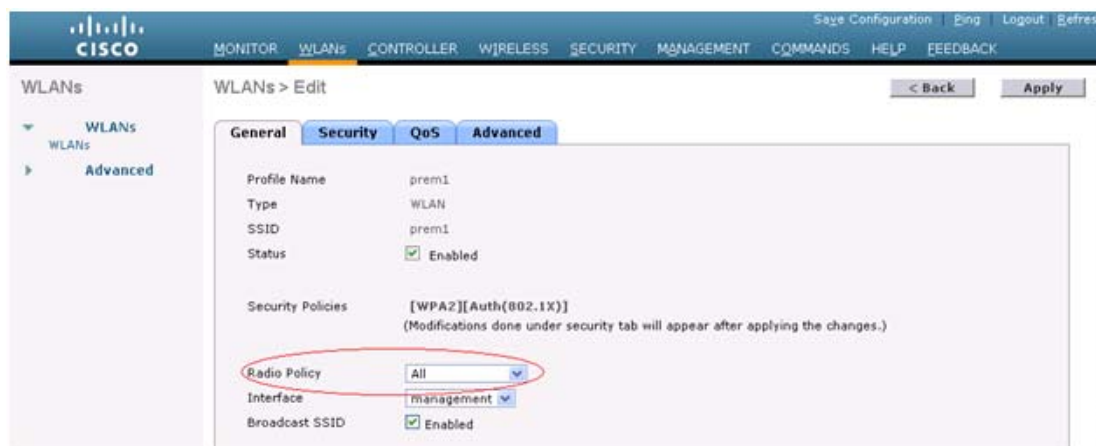 Save Configuration Ping Logout Refres
CISCO
MONITOR WLANs CONTROLLER WIRELESS SECURITY MANAGEMENT COMMANDS HELP FEEDBACK
WLANs
WLANs > Edit
< Back Apply
WLANs
WLANs
Advanced
General Security QoS Advanced
Profile Name prem1
Type WLAN
SSID prem1
Status Enabled
Security Policies [WPA2][Auth(802.1X)]
(Modifications done under security tab will appear after applying the changes.)
Radio Policy All
Interface management
Broadcast SSID Enabled